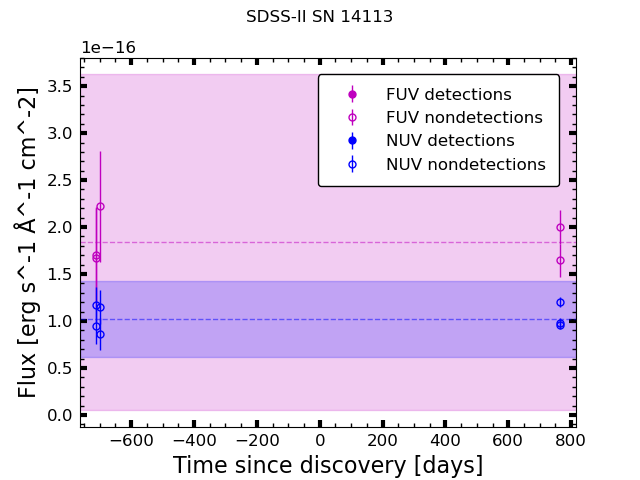 SDSS-II SN 14113
1e−16
FUV detections
FUV nondetections
NUV detections
NUV nondetections
3.5
3.0
2.5
2.0
1.5
1.0
0.5
0.0
Flux [erg s^-1 Å^-1 cm^-2]
−600
−400
−200
0
200
400
600
800
Time since discovery [days]